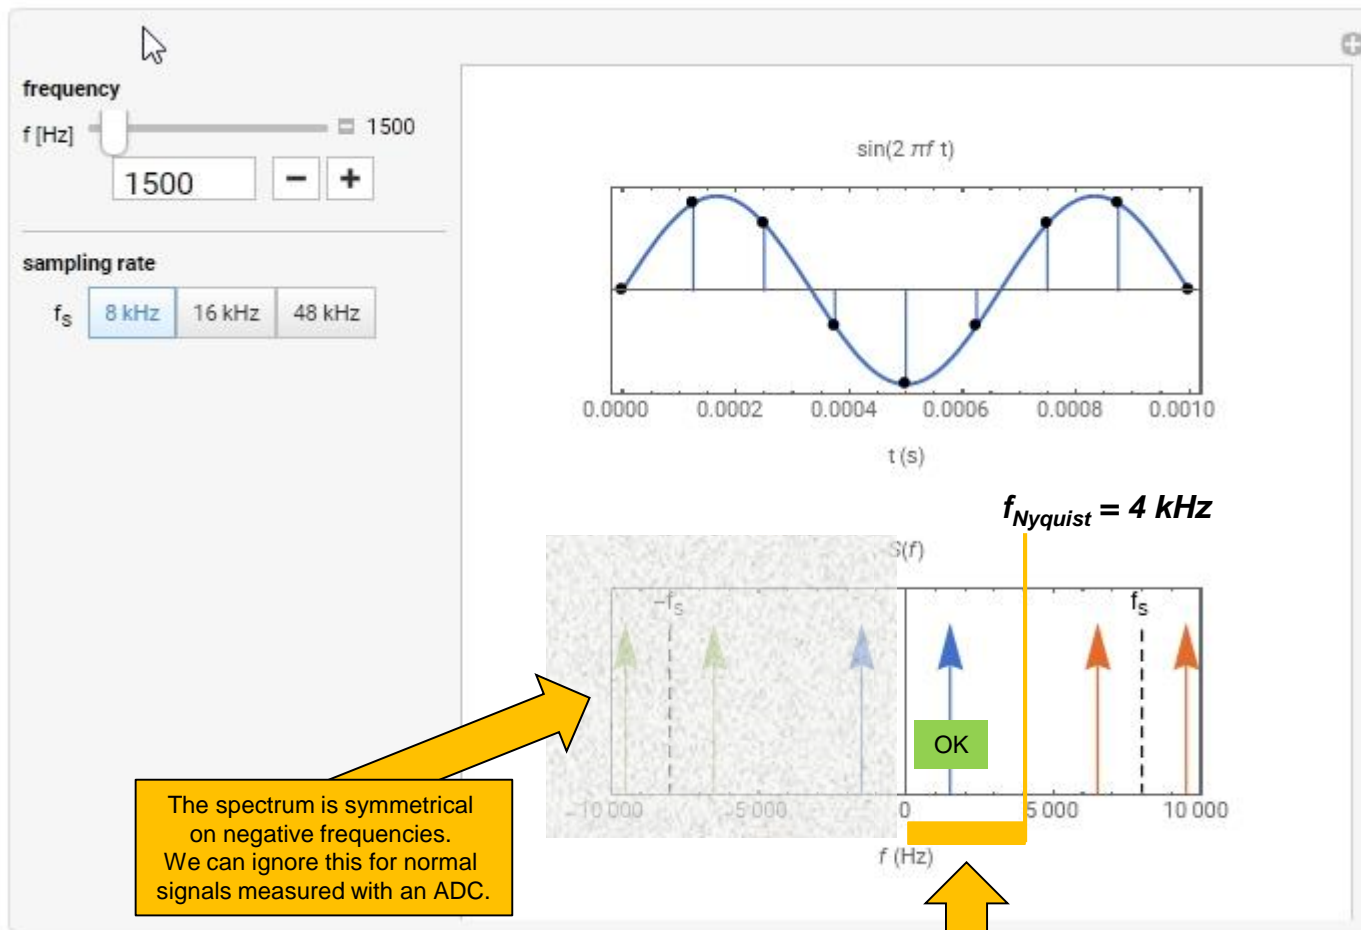 frequency
f [Hz] 1500
1500 − +
sampling rate
fs 8 kHz 16 kHz 48 kHz
sin(2 πf t)
0.0000 0.0002 0.0004 0.0006 0.0008 0.0010
t (s)
fNyquist = 4 kHz
S(f)
−fs fs
OK
−10 000 −5000 0 5 000 10 000
f (Hz)
The spectrum is symmetrical
on negative frequencies.
We can ignore this for normal
signals measured with an ADC.